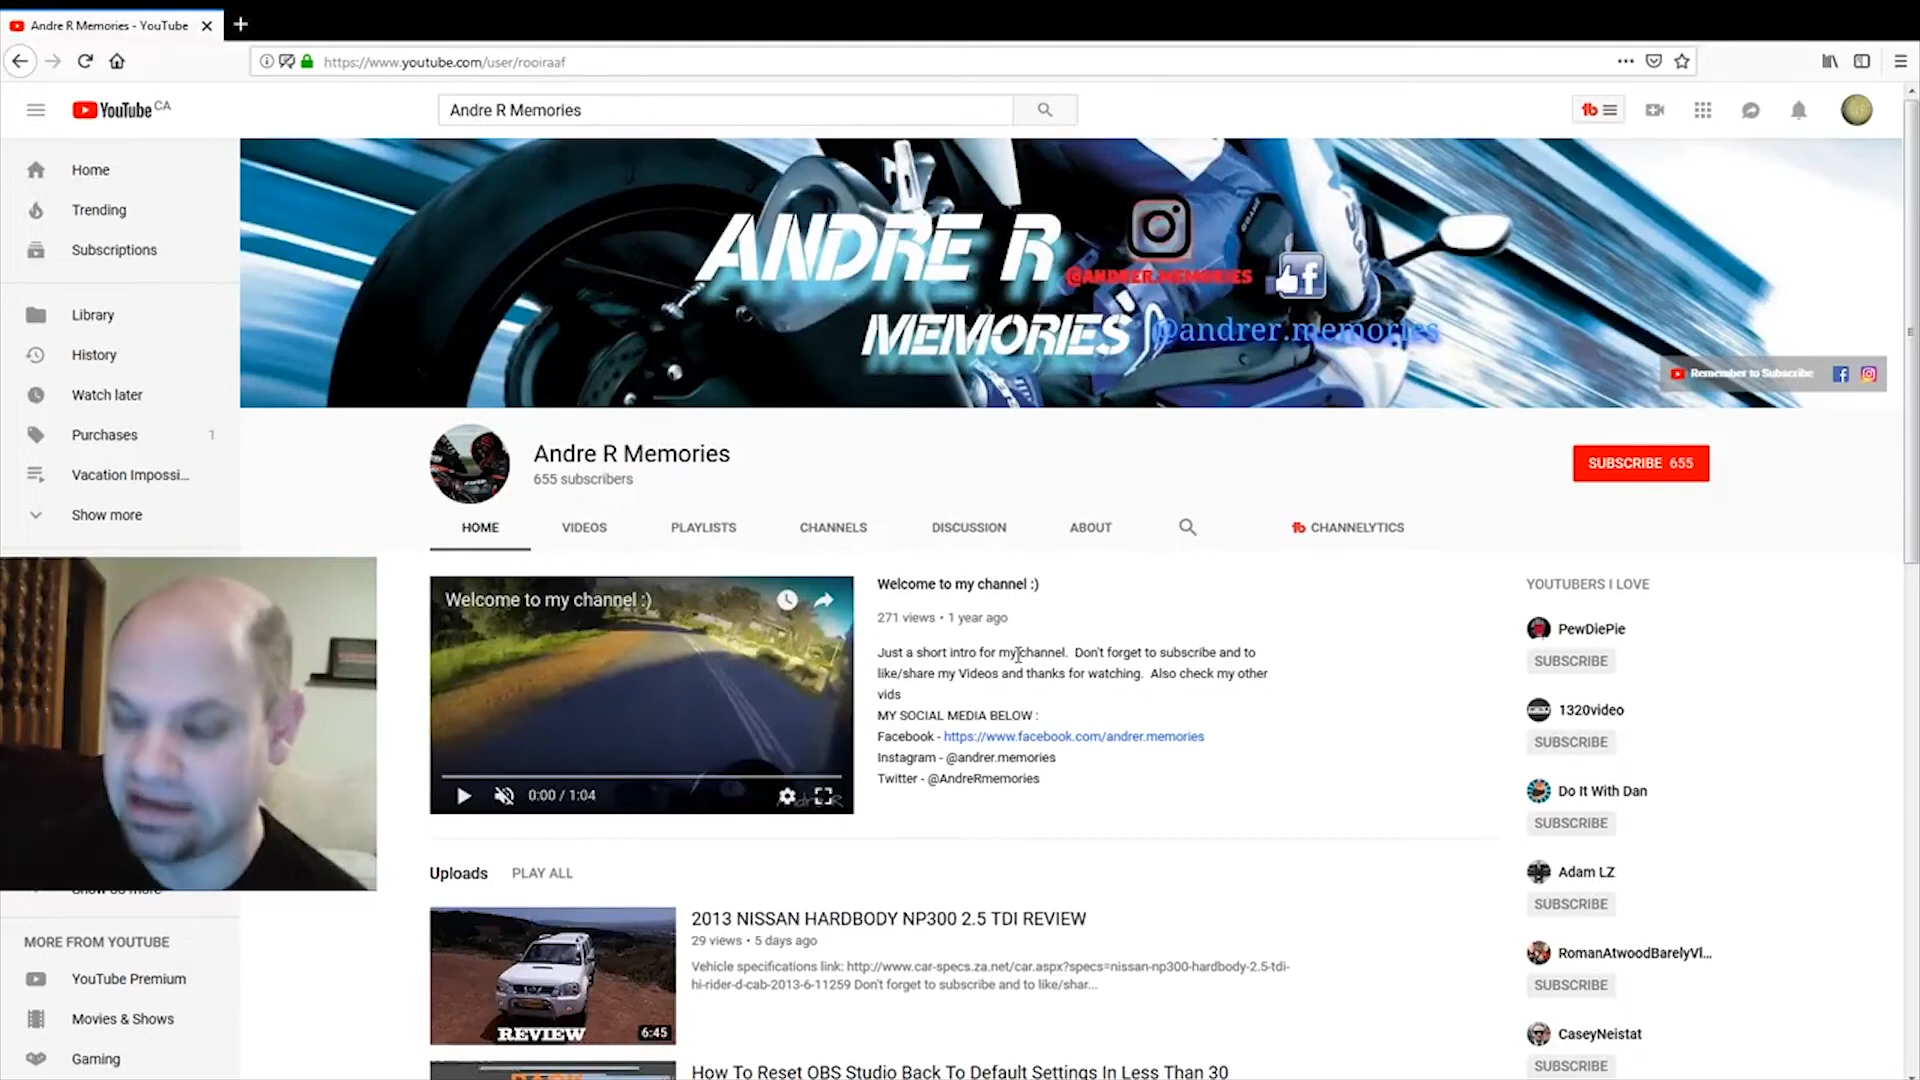 Andre R Memories - YouTube
https://www.youtube.com/user/rooiraaf
YouTube CA
Andre R Memories
Home
Trending
Subscriptions
Library
History
Watch later
Purchases 1
Vacation Impossi...
Show more
ANDRE R
MEMORIES
@ANDRER.MEMORIES
@andrer.memories
Remember to Subscribe
Andre R Memories
655 subscribers
SUBSCRIBE 655
HOME VIDEOS PLAYLISTS CHANNELS DISCUSSION ABOUT CHANNELYTICS
Welcome to my channel :)
0:00 / 1:04
Welcome to my channel :)
271 views • 1 year ago
Just a short intro for my channel. Don't forget to subscribe and to
like/share my Videos and thanks for watching. Also check my other
vids
MY SOCIAL MEDIA BELOW :
Facebook - https://www.facebook.com/andrer.memories
Instagram - @andrer.memories
Twitter - @AndreRmemories
YOUTUBERS I LOVE
PewDiePie
SUBSCRIBE
1320video
SUBSCRIBE
Do It With Dan
SUBSCRIBE
Adam LZ
SUBSCRIBE
RomanAtwoodBarelyVl...
SUBSCRIBE
CaseyNeistat
SUBSCRIBE
Uploads PLAY ALL
REVIEW
6:45
2013 NISSAN HARDBODY NP300 2.5 TDI REVIEW
29 views • 5 days ago
Vehicle specifications link: http://www.car-specs.za.net/car.aspx?specs=nissan-np300-hardbody-2.5-tdi-
hi-rider-d-cab-2013-6-11259 Don't forget to subscribe and to like/shar...
How To Reset OBS Studio Back To Default Settings In Less Than 30
MORE FROM YOUTUBE
YouTube Premium
Movies & Shows
Gaming